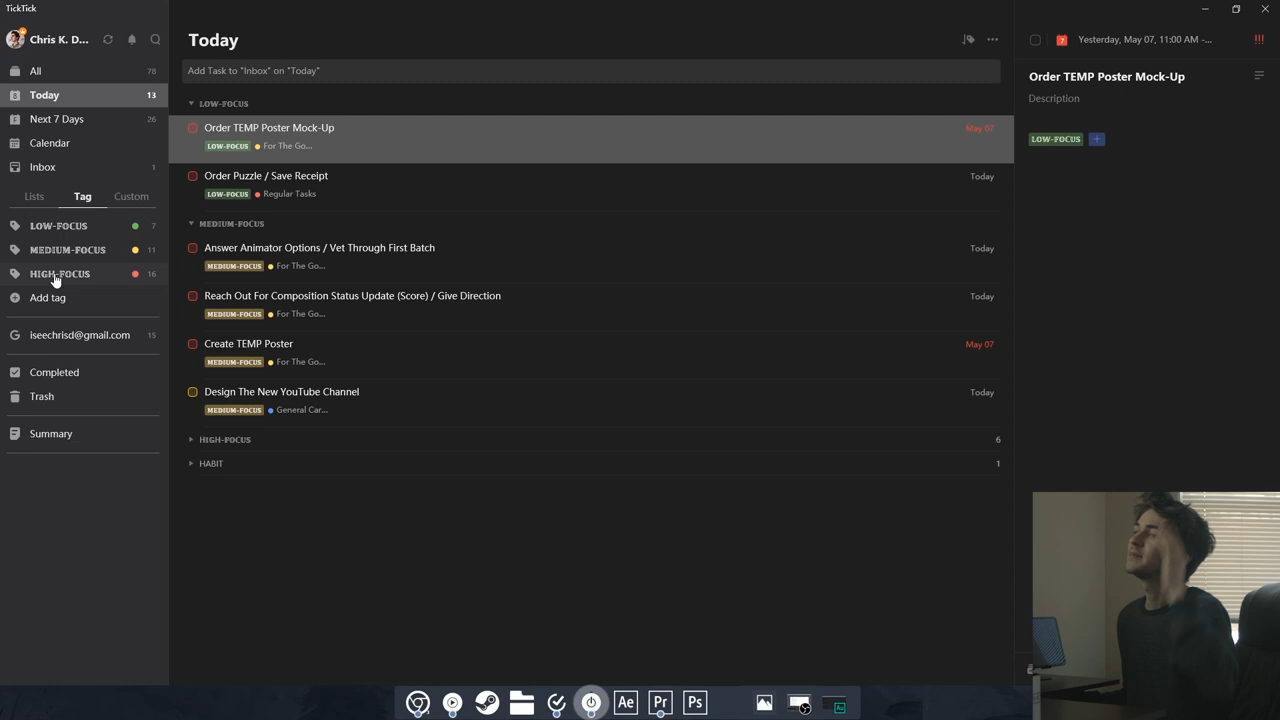 TickTick
Chris K. D...
All 78
Today 13
Next 7 Days 26
Calendar
Inbox 1
Lists Tag Custom
LOW-FOCUS 7
MEDIUM-FOCUS 11
HIGH-FOCUS 16
Add tag
iseechrisd@gmail.com 15
Completed
Trash
Summary
Today
Add Task to "Inbox" on "Today"
LOW-FOCUS
Order TEMP Poster Mock-Up May 07
LOW-FOCUS For The Go...
Order Puzzle / Save Receipt Today
LOW-FOCUS Regular Tasks
MEDIUM-FOCUS
Answer Animator Options / Vet Through First Batch Today
MEDIUM-FOCUS For The Go...
Reach Out For Composition Status Update (Score) / Give Direction Today
MEDIUM-FOCUS For The Go...
Create TEMP Poster May 07
MEDIUM-FOCUS For The Go...
Design The New YouTube Channel Today
MEDIUM-FOCUS General Car...
HIGH-FOCUS 6
HABIT 1
7 Yesterday, May 07, 11:00 AM -... !!!
Order TEMP Poster Mock-Up
Description
LOW-FOCUS +
Ae Pr Ps